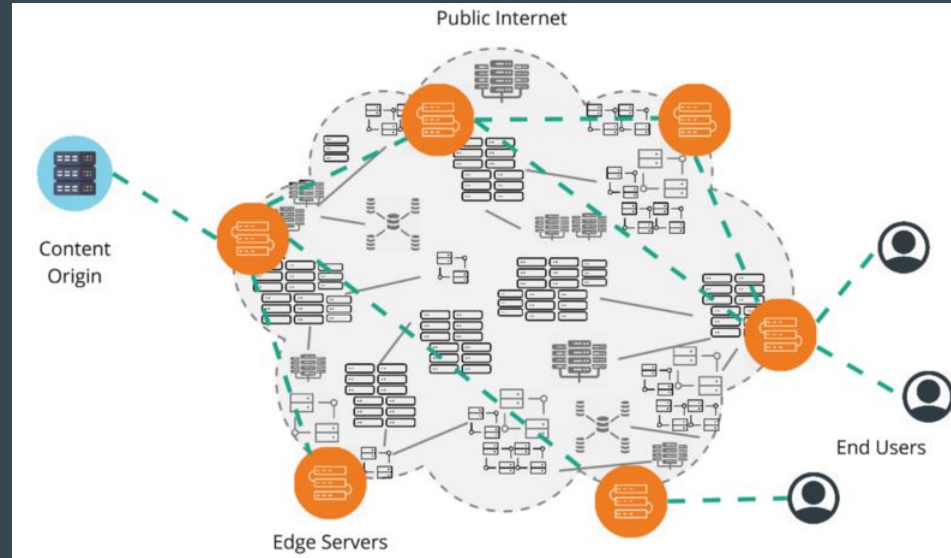 Public Internet
Content
Origin
End Users
Edge Servers